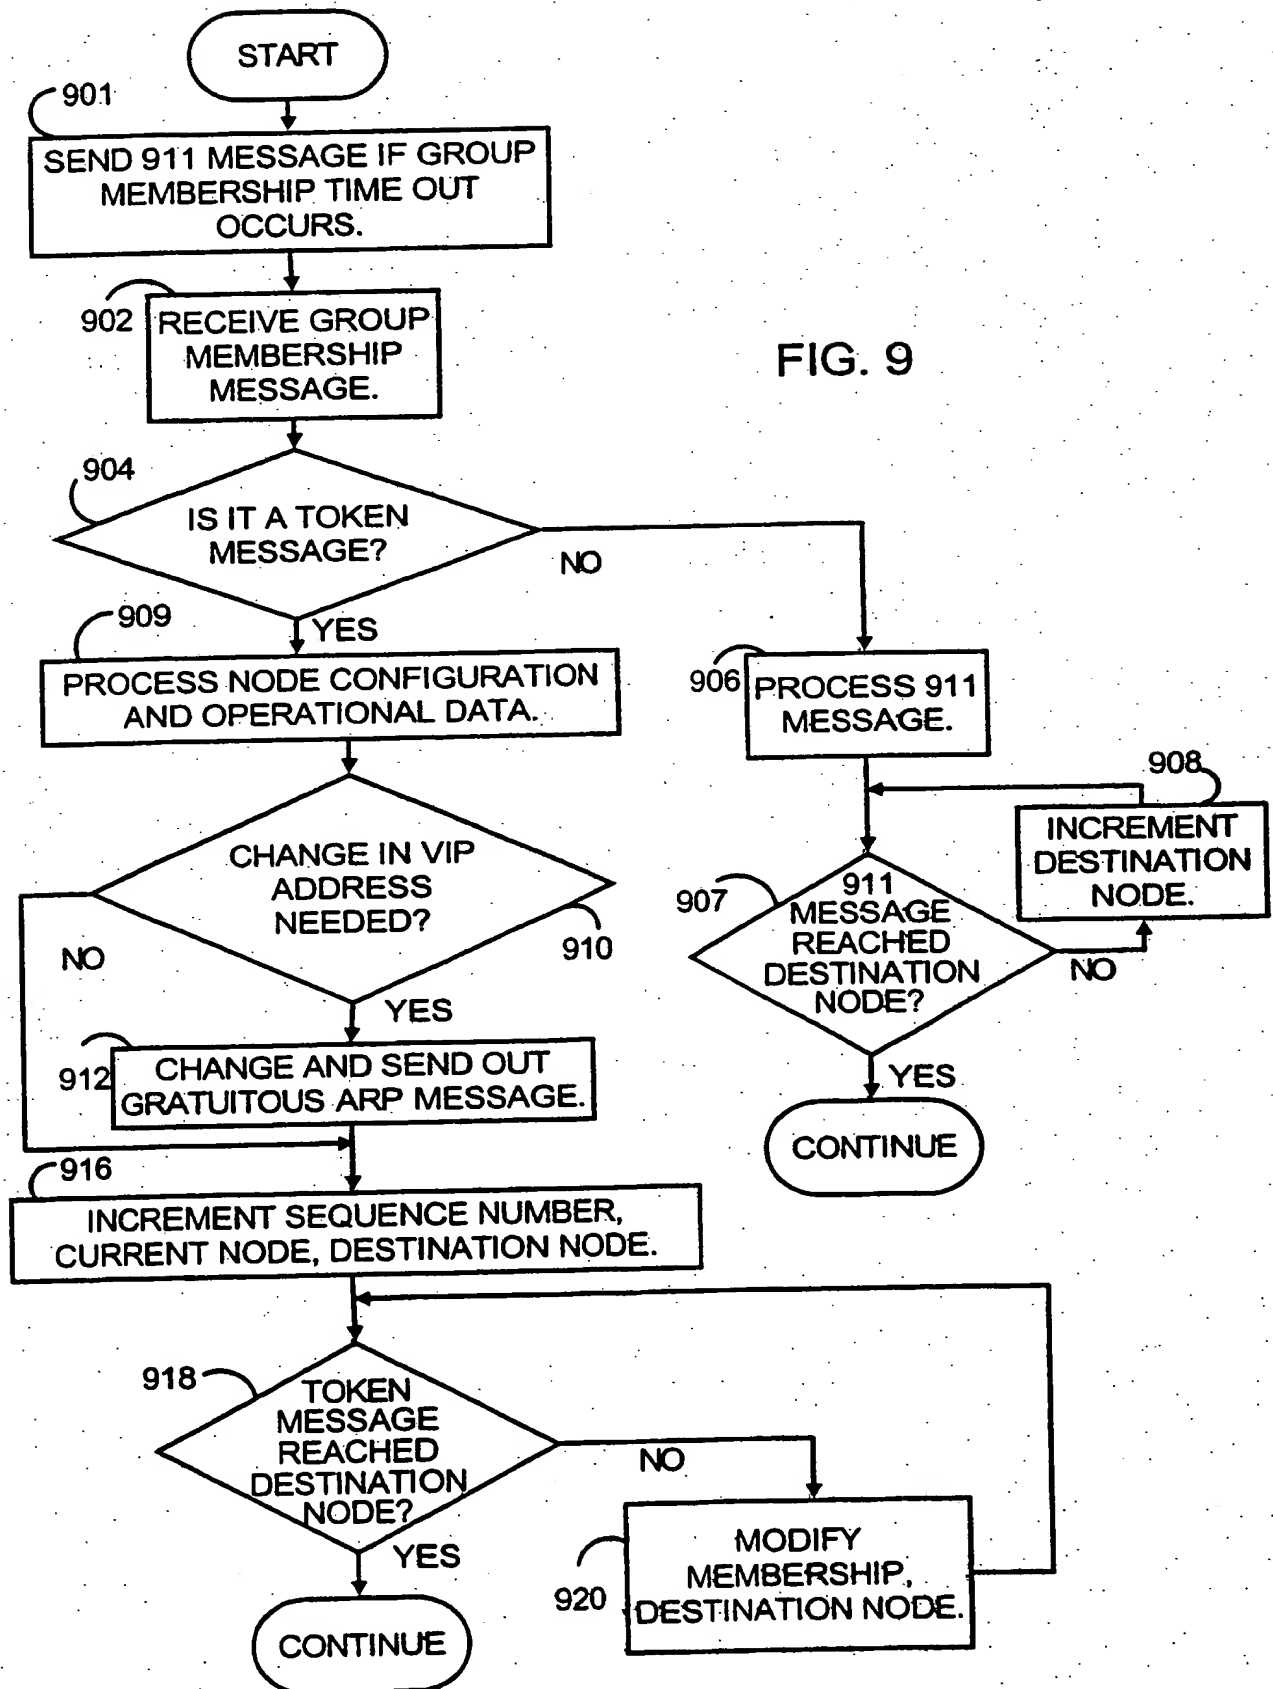 START
901
SEND 911 MESSAGE IF GROUP
MEMBERSHIP TIME OUT
OCCURS.
902
RECEIVE GROUP
MEMBERSHIP
MESSAGE.
FIG. 9
904
IS IT A TOKEN
MESSAGE?
NO
YES
909
PROCESS NODE CONFIGURATION
AND OPERATIONAL DATA.
906
PROCESS 911
MESSAGE.
908
INCREMENT
DESTINATION
NODE.
907
911
MESSAGE
REACHED
DESTINATION
NODE?
NO
YES
CONTINUE
CHANGE IN VIP
ADDRESS
NEEDED?
910
NO
YES
912
CHANGE AND SEND OUT
GRATUITOUS ARP MESSAGE.
916
INCREMENT SEQUENCE NUMBER,
CURRENT NODE, DESTINATION NODE.
918
TOKEN
MESSAGE
REACHED
DESTINATION
NODE?
NO
YES
920
MODIFY
MEMBERSHIP,
DESTINATION NODE.
CONTINUE